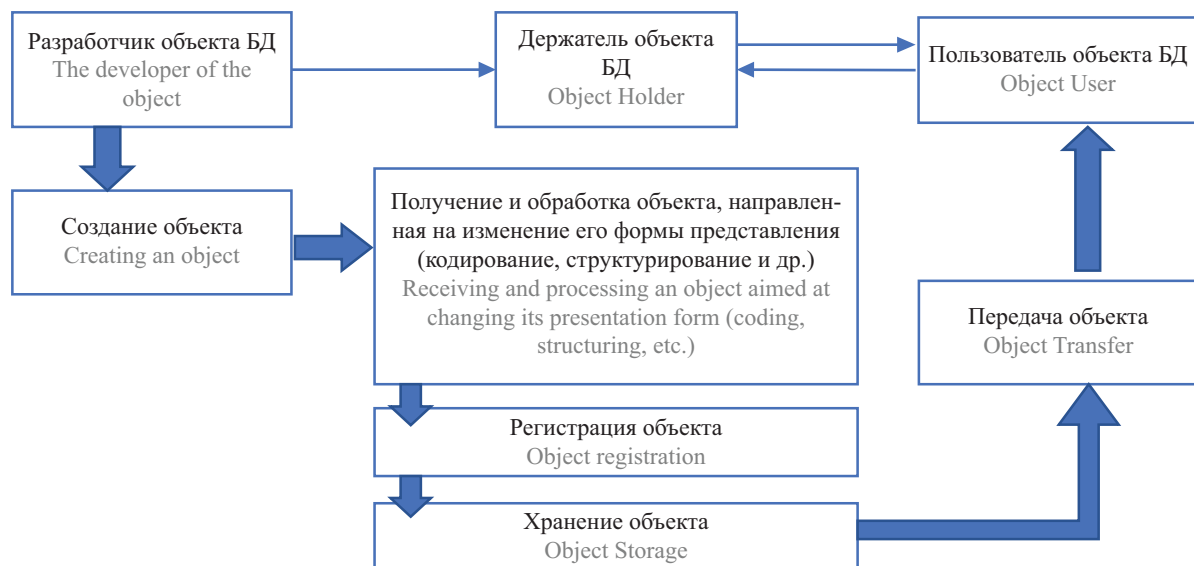 Разработчик объекта БД
The developer of the
object
Держатель объекта
БД
Object Holder
Пользователь объекта БД
Object User
Создание объекта
Creating an object
Получение и обработка объекта, направлен-
ная на изменение его формы представления
(кодирование, структурирование и др.)
Receiving and processing an object aimed at
changing its presentation form (coding,
structuring, etc.)
Передача объекта
Object Transfer
Регистрация объекта
Object registration
Хранение объекта
Object Storage